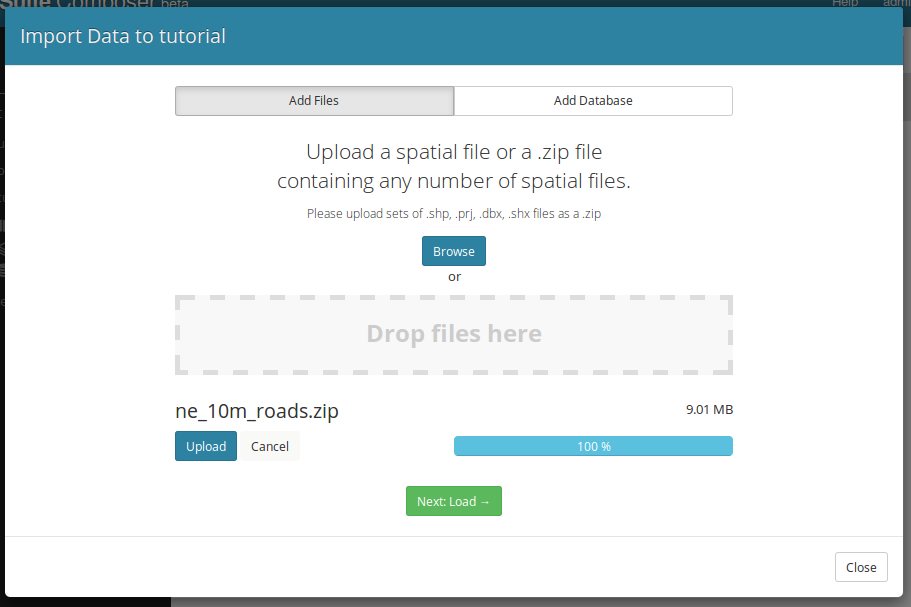 Suite Composer beta
Help
Import Data to tutorial
Add Files
Add Database
Upload a spatial file or a .zip file
containing any number of spatial files.
Please upload sets of .shp, .prj, .dbx, .shx files as a .zip
Browse
or
Drop files here
ne_10m_roads.zip
9.01 MB
Upload
Cancel
100 %
Next: Load →
Close